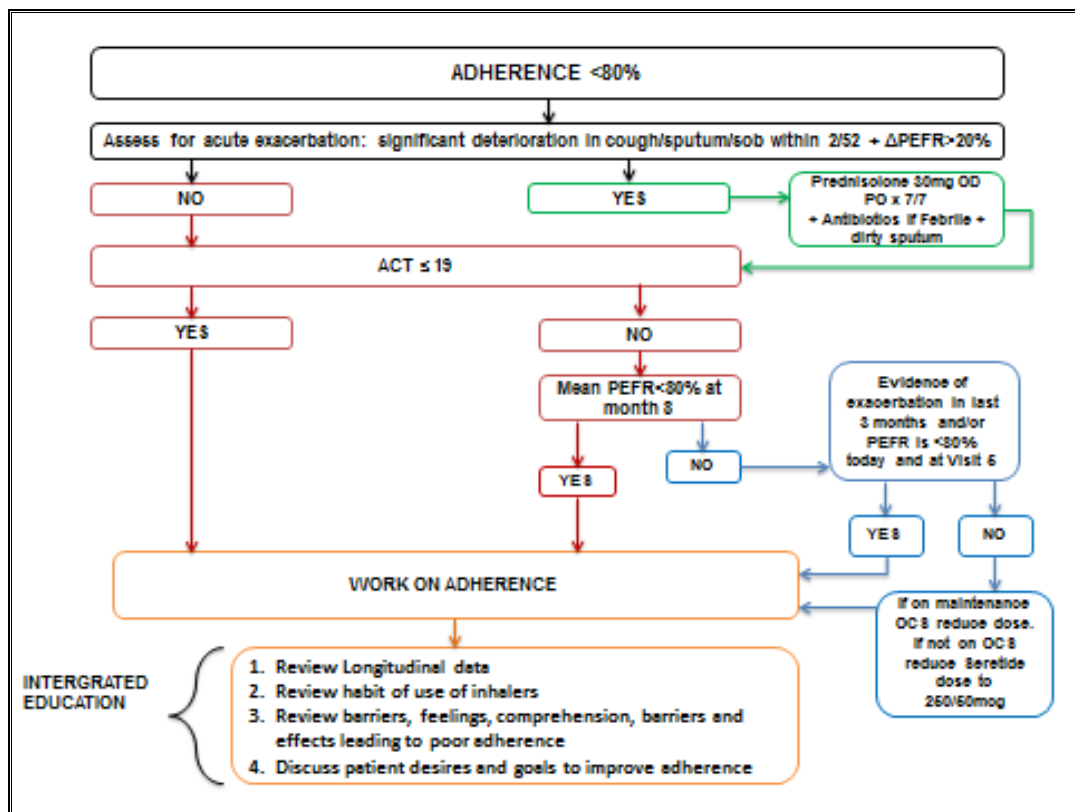 ADHERENCE <80%
Assess for acute exacerbation: significant deterioration in cough/sputum/sob within 2/52 + ΔPEFR>20%
NO
YES
Prednisolone 30mg OD
PO x 7/7
+ Antibiotics if Febrile +
dirty sputum
ACT ≤ 19
YES
NO
Mean PEFR<80% at
month 3
YES
NO
Evidence of
exacerbation in last
3 months and/or
PEFR is <80%
today and at Visit
YES
NO
If on maintenance
OCS reduce dose.
If not on OCS
reduce Seretide
dose to
250/50mcg
WORK ON ADHERENCE
INTERGRATED
EDUCATION
1. Review Longitudinal data
2. Review habit of use of inhalers
3. Review barriers, feelings, comprehension, barriers and
effects leading to poor adherence
4. Discuss patient desires and goals to improve adherence